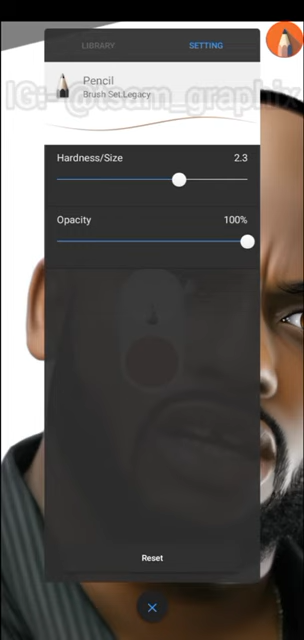 LIBRARY SETTING
Pencil
Brush Set:Legacy
IG:- @tsam_graphix
Hardness/Size 2.3
Opacity 100%
Reset